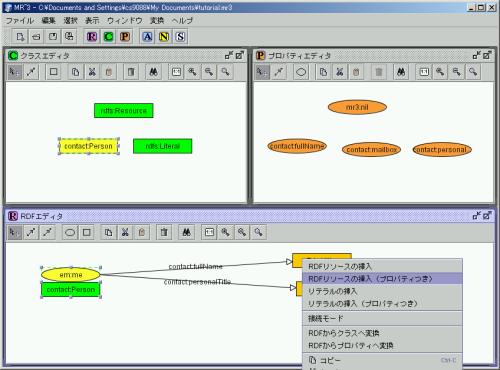 MR^3 - C:¥Documents and Settings¥cs9088¥My Documents¥tutorial.mr3
ファイル 編集 選択 表示 ウィンドウ 変換 ヘルプ
R C P A N S
C クラスエディタ
P プロパティエディタ
rdfs:Resource
contact:Person
rdfs:Literal
mr3:nil
contact:fullName
contact:mailbox
contact:personal
R RDFエディタ
em:me
contact:Person
contact:fullName
contact:personalTitle
RDFリソースの挿入
RDFリソースの挿入（プロパティつき）
リテラルの挿入
リテラルの挿入（プロパティつき）
接続モード
RDFからクラスへ変換
RDFからプロパティへ変換
コピー Ctrl-C